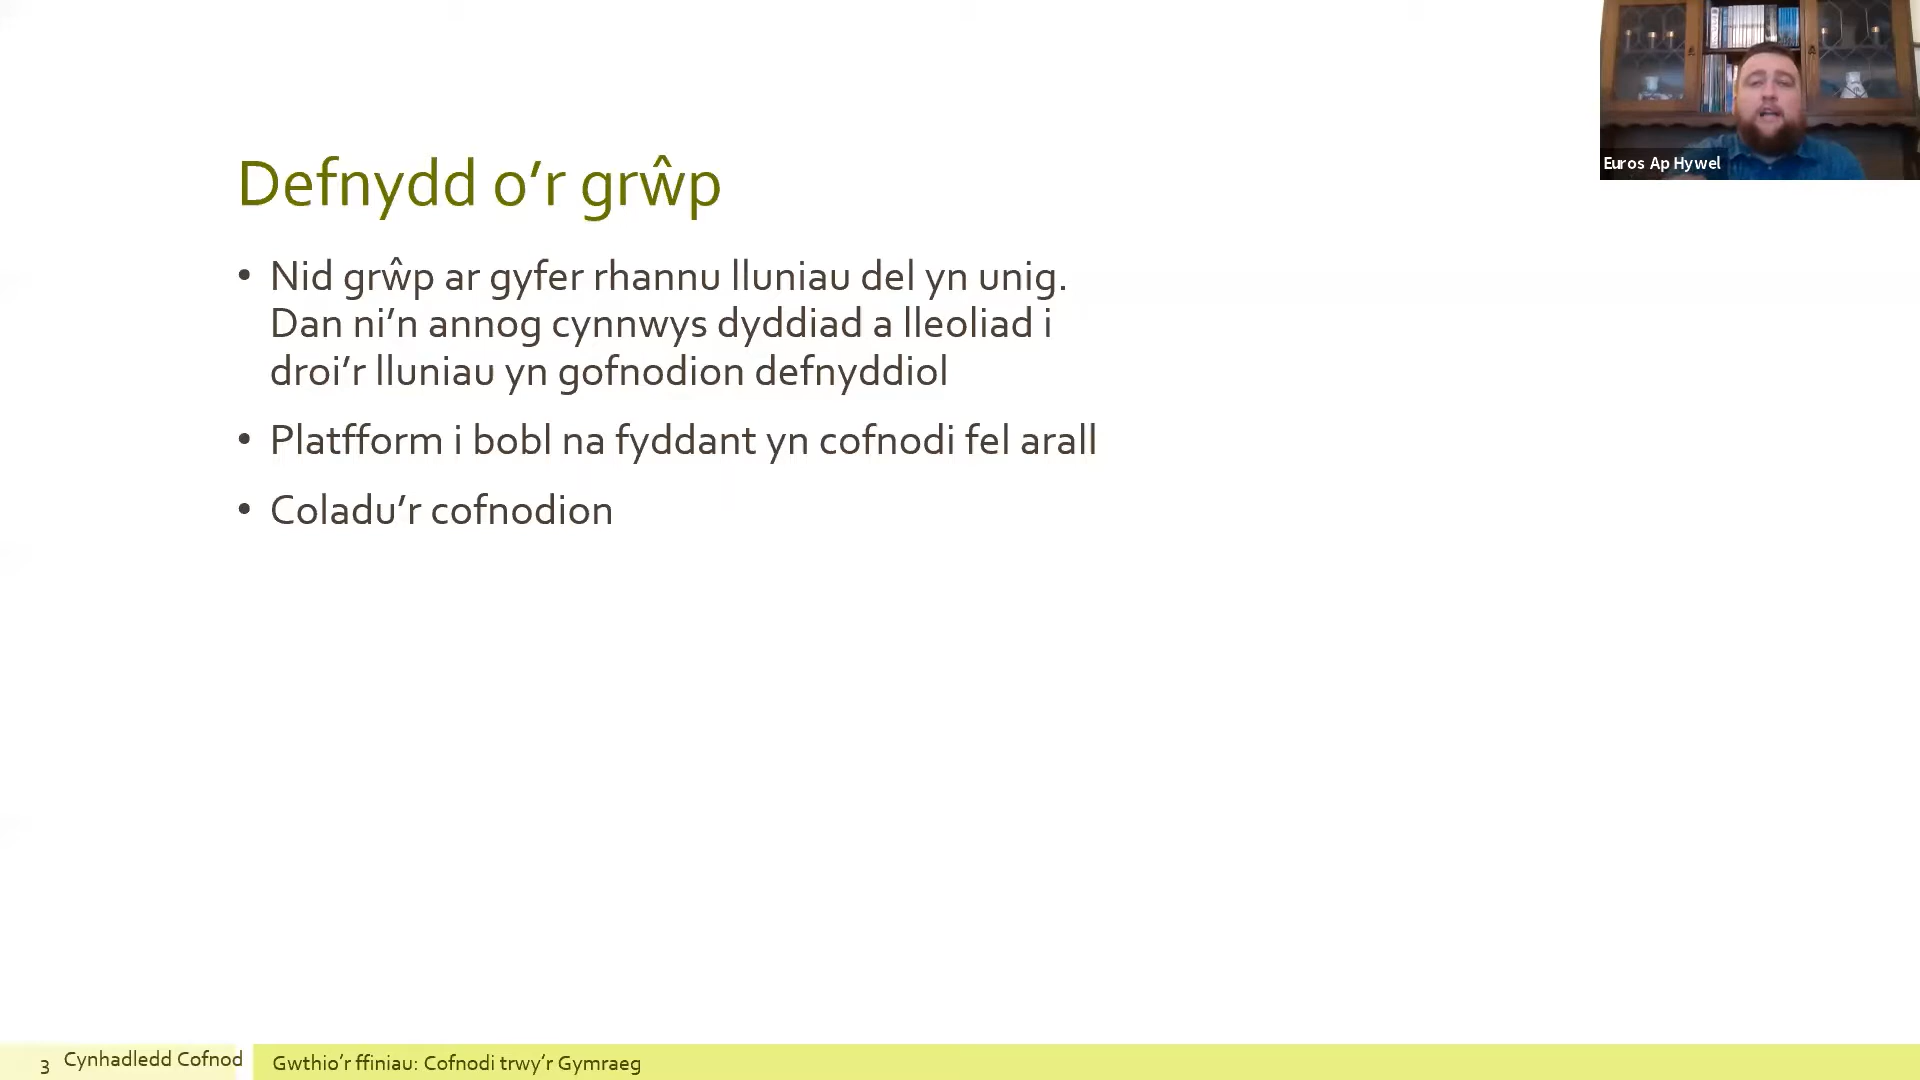 Euros Ap Hywel
Defnydd o’r grŵp
• Nid grŵp ar gyfer rhannu lluniau del yn unig.
Dan ni’n annog cynnwys dyddiad a lleoliad i
droi’r lluniau yn gofnodion defnyddiol
• Platfform i bobl na fyddant yn cofnodi fel arall
• Coladu’r cofnodion
3 Cynhadledd Cofnod
Gwthio’r ffiniau: Cofnodi trwy’r Gymraeg